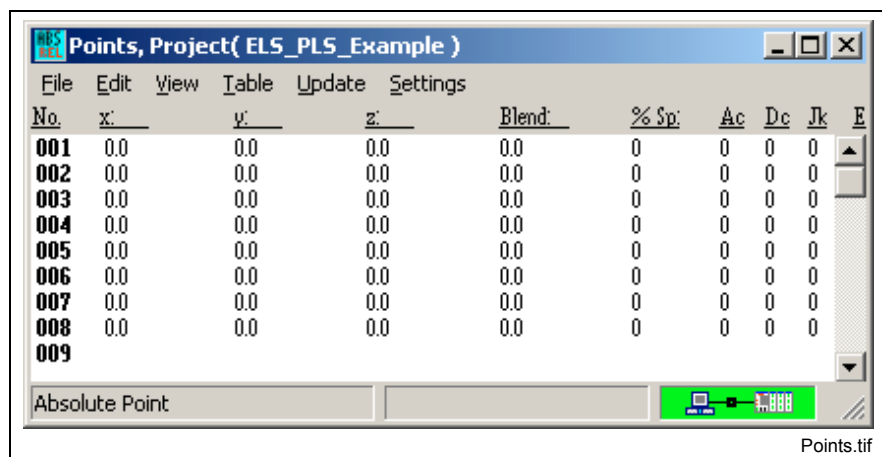 ABS REL Points, Project( ELS_PLS_Example )
File Edit View Table Update Settings
No. x: y: z: Blend: % Sp: Ac Dc Jk E
001 0.0 0.0 0.0 0.0 0 0 0 0
002 0.0 0.0 0.0 0.0 0 0 0 0
003 0.0 0.0 0.0 0.0 0 0 0 0
004 0.0 0.0 0.0 0.0 0 0 0 0
005 0.0 0.0 0.0 0.0 0 0 0 0
006 0.0 0.0 0.0 0.0 0 0 0 0
007 0.0 0.0 0.0 0.0 0 0 0 0
008 0.0 0.0 0.0 0.0 0 0 0 0
009
Absolute Point
Points.tif